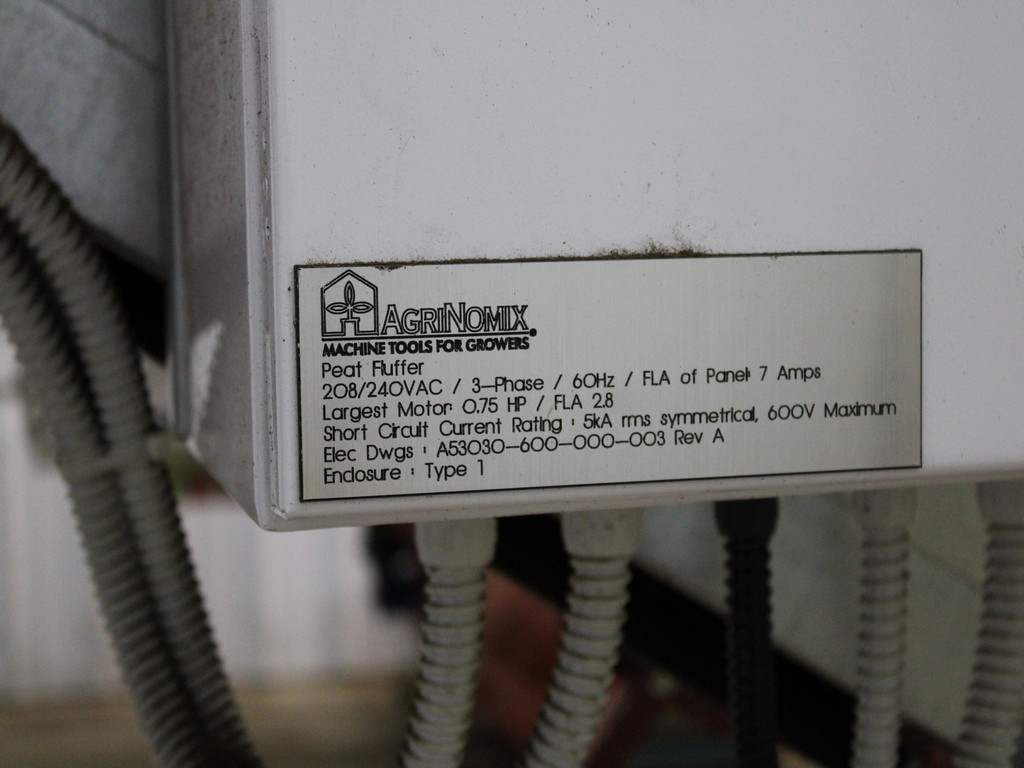 AGRINOMIX
MACHINE TOOLS FOR GROWERS
Peat Fluffer
208/240VAC / 3-Phase / 60Hz / FLA of Panel: 7 Amps
Largest Motor: 0.75 HP / FLA 2.8
Short Circuit Current Rating : 5kA rms symmetrical, 600V Maximum
Elec Dwgs : A53030-600-000-003 Rev A
Enclosure : Type 1